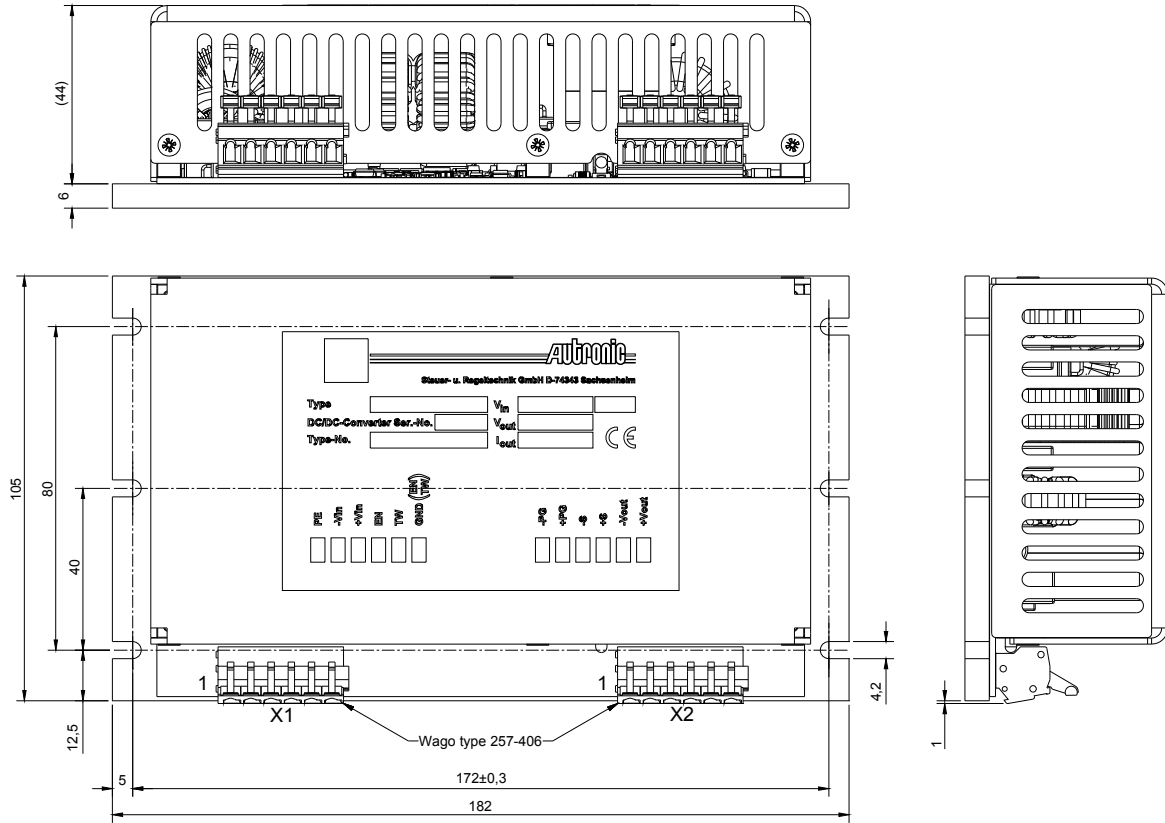 (44)
6
105
80
40
12,5
Autronic
Steuer- u. Regeltechnik GmbH D-74343 Sachsenheim
Type
Vin
DC/DC-Converter Ser.-No.
Vout
Type-No.
Iout
CE
PE
-Vin
+Vin
EN
TW
GND (EN TW)
-PG
+PG
-S
+S
-Vout
+Vout
1
X1
1
X2
Wago type 257-406
4,2
1
5
172±0,3
182